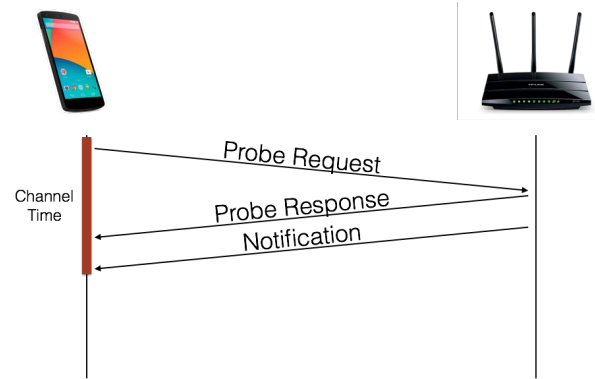 Probe Request
Channel
Time
Probe Response
Notification